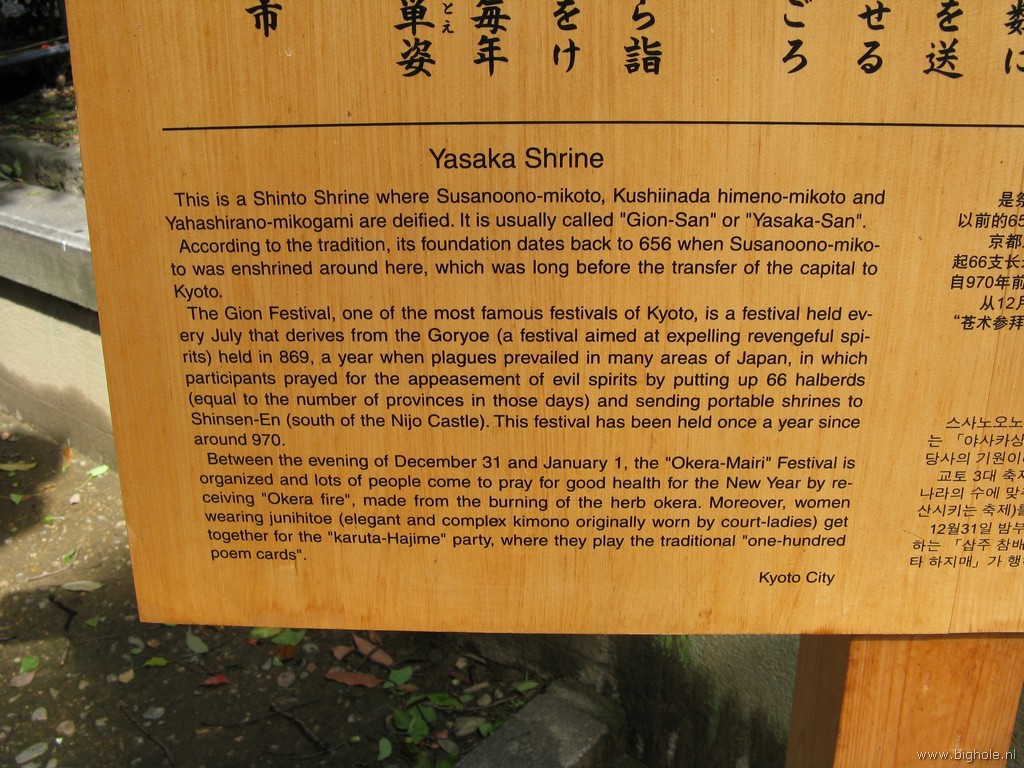 市
単姿
とえ
毎年
をけ
ら詣
ごろ
せる
を送
に
Yasaka Shrine
This is a Shinto Shrine where Susanoono-mikoto, Kushiinada himeno-mikoto and
Yahashirano-mikogami are deified. It is usually called "Gion-San" or "Yasaka-San".
According to the tradition, its foundation dates back to 656 when Susanoono-miko-
to was enshrined around here, which was long before the transfer of the capital to
Kyoto.
The Gion Festival, one of the most famous festivals of Kyoto, is a festival held ev-
ery July that derives from the Goryoe (a festival aimed at expelling revengeful spi-
rits) held in 869, a year when plagues prevailed in many areas of Japan, in which
participants prayed for the appeasement of evil spirits by putting up 66 halberds
(equal to the number of provinces in those days) and sending portable shrines to
Shinsen-En (south of the Nijo Castle). This festival has been held once a year since
around 970.
Between the evening of December 31 and January 1, the "Okera-Mairi" Festival is
organized and lots of people come to pray for good health for the New Year by re-
ceiving "Okera fire", made from the burning of the herb okera. Moreover, women
wearing junihitoe (elegant and complex kimono originally worn by court-ladies) get
together for the "karuta-Hajime" party, where they play the traditional "one-hundred
poem cards".
Kyoto City
是祭
以前的65
京都
起66支长
自970年前
从12月
“苍术参拜
스사노오노
는 「야사카상
당사의 기원이
교토 3대 축제
나라의 수에 맞
산시키는 축제)를
12월31일 밤부
하는 「삽주 참배
타 하지매」가 행
www.bighole.nl